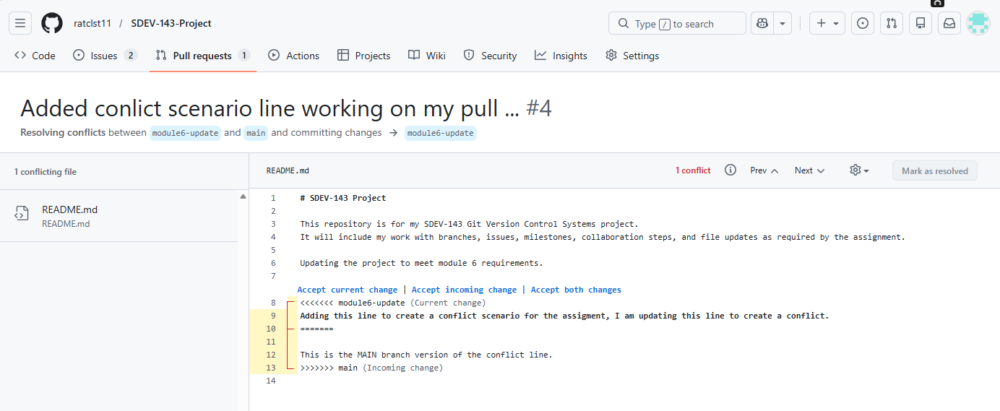 ratclst11 / SDEV-143-Project
Type / to search
Code
Issues 2
Pull requests 1
Actions
Projects
Wiki
Security
Insights
Settings
Added conlict scenario line working on my pull ... #4
Resolving conflicts between module6-update and main and committing changes → module6-update
1 conflicting file
README.md
README.md
README.md
1 conflict
Prev
Next
Mark as resolved
1 # SDEV-143 Project
2
3 This repository is for my SDEV-143 Git Version Control Systems project.
4 It will include my work with branches, issues, milestones, collaboration steps, and file updates as required by the assignment.
5
6 Updating the project to meet module 6 requirements.
7
Accept current change | Accept incoming change | Accept both changes
8 <<<<<<< module6-update (Current change)
9 Adding this line to create a conflict scenario for the assigment, I am updating this line to create a conflict.
10 =======
11
12 This is the MAIN branch version of the conflict line.
13 >>>>>>> main (Incoming change)
14